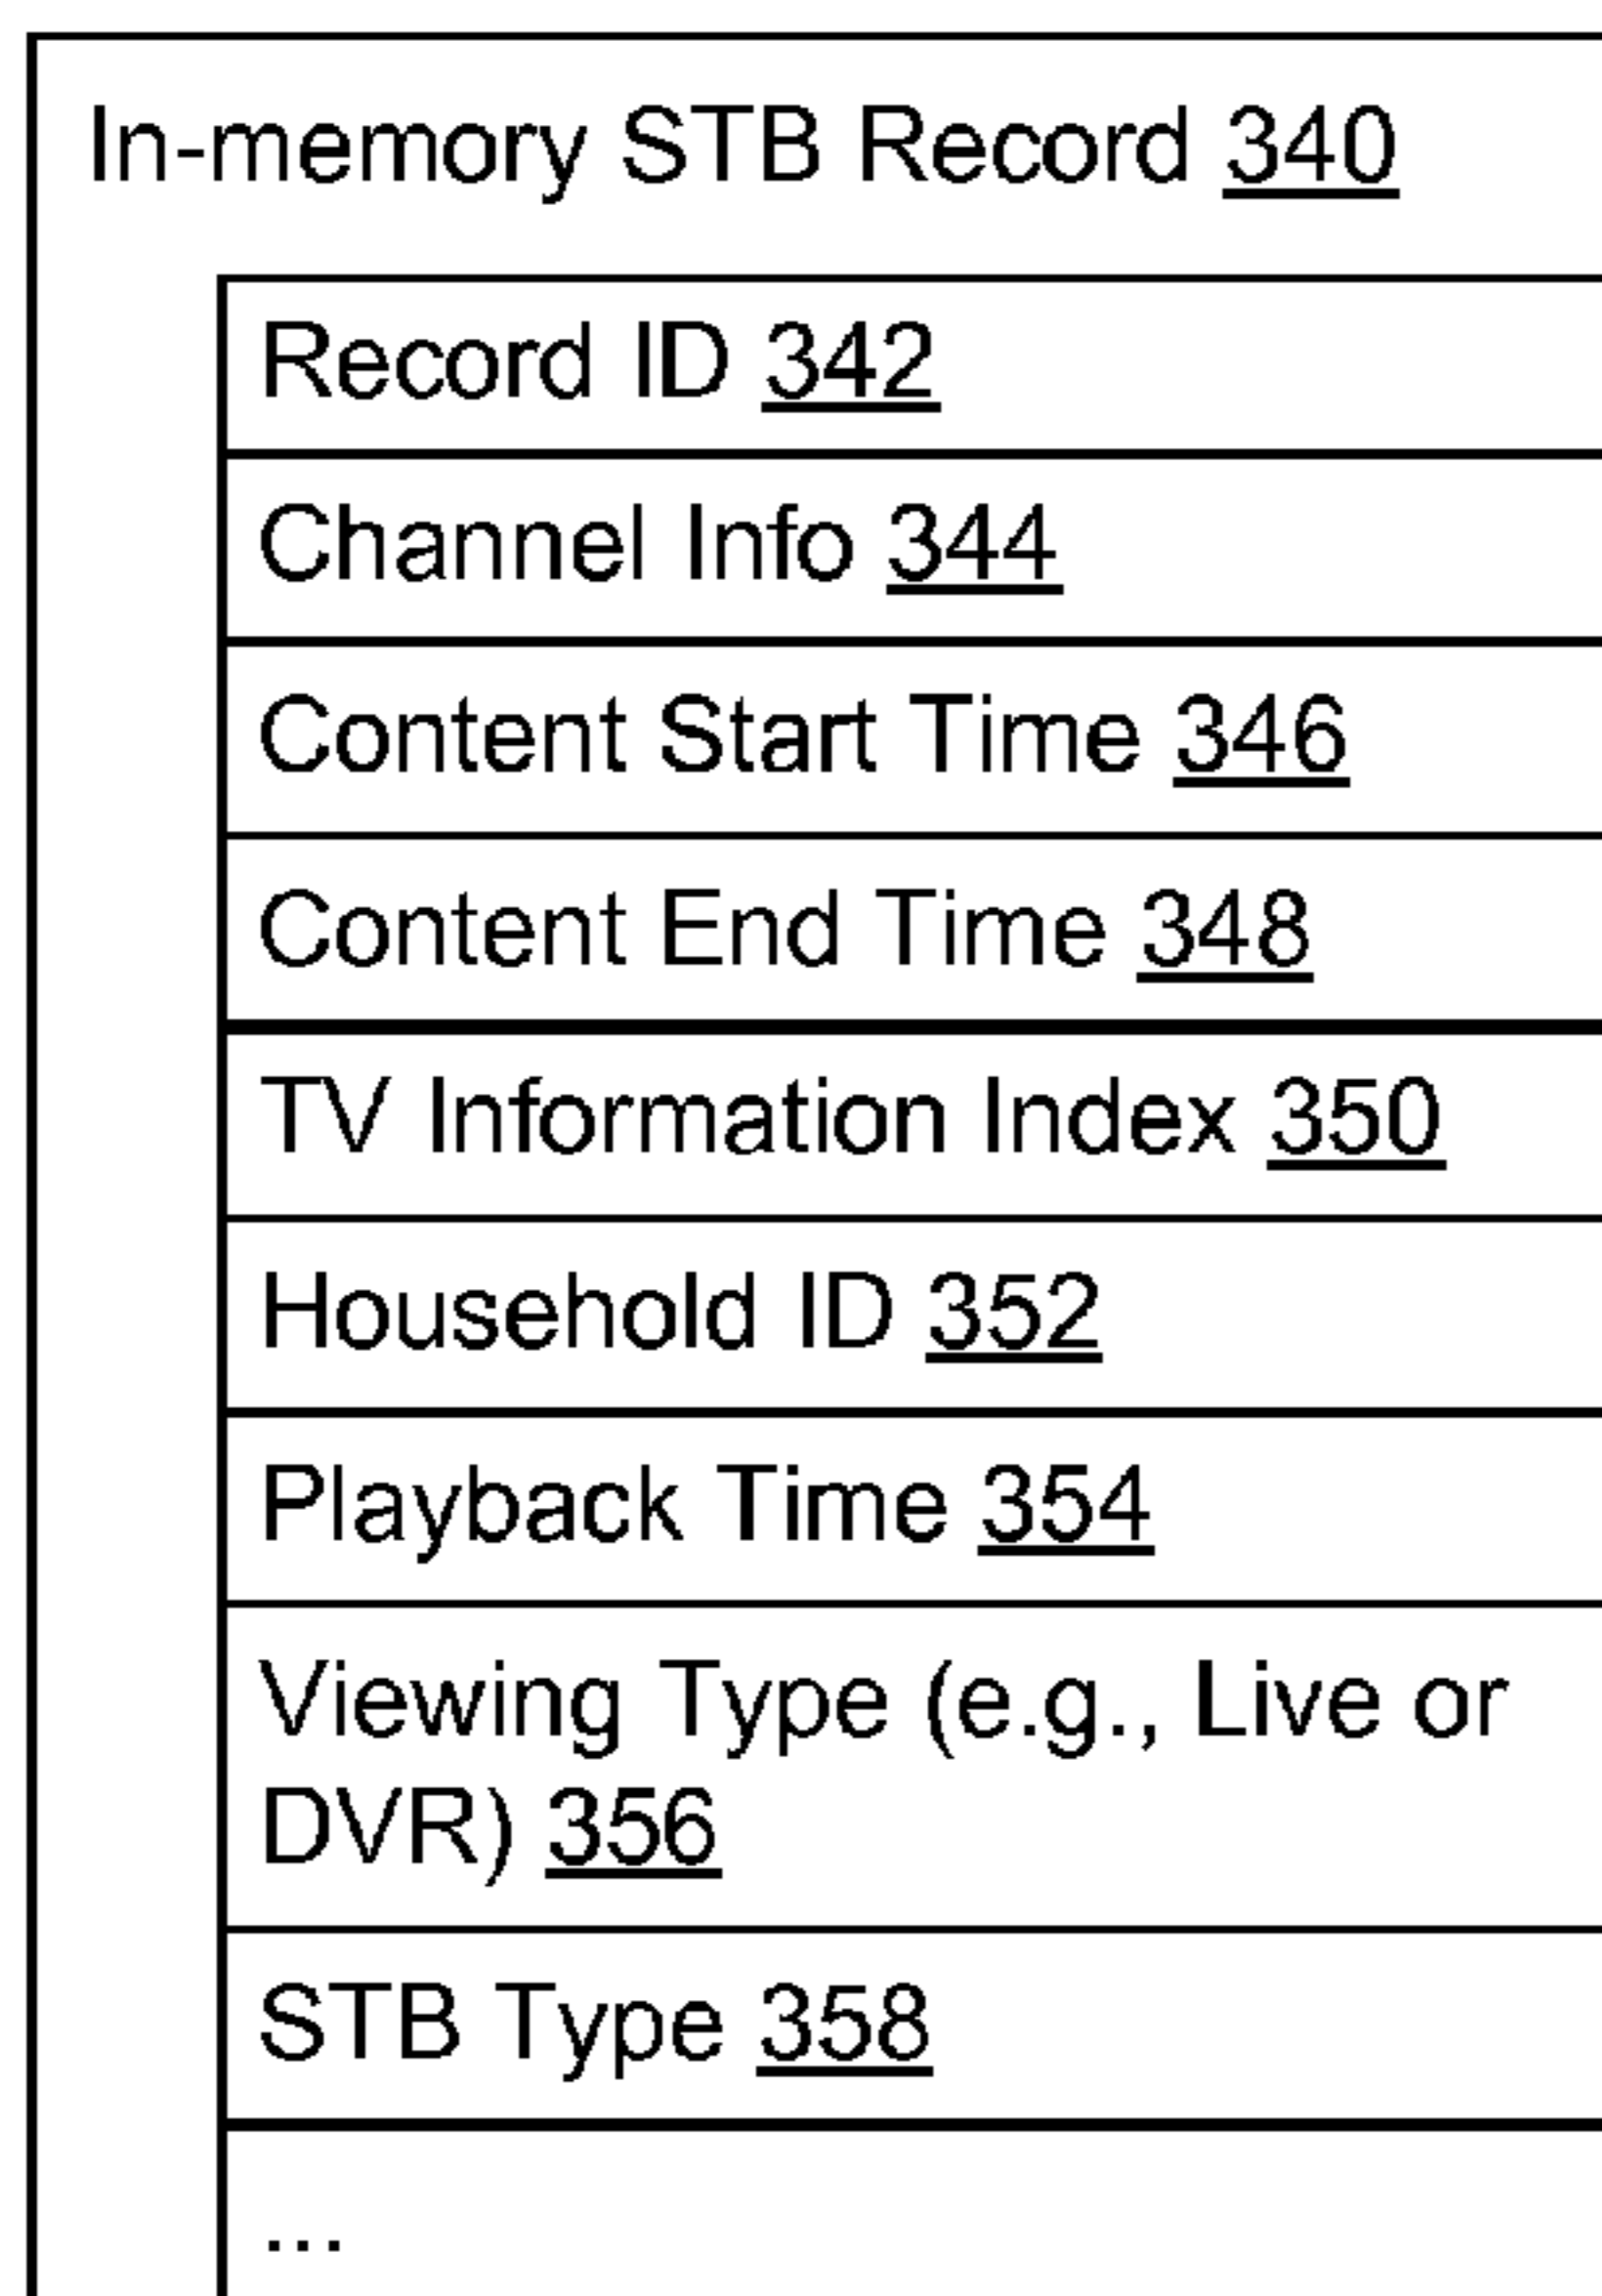 In-memory STB Record 340
Record ID 342
Channel Info 344
Content Start Time 346
Content End Time 348
TV Information Index 350
Household ID 352
Playback Time 354
Viewing Type (e.g., Live or
DVR) 356
STB Type 358
...